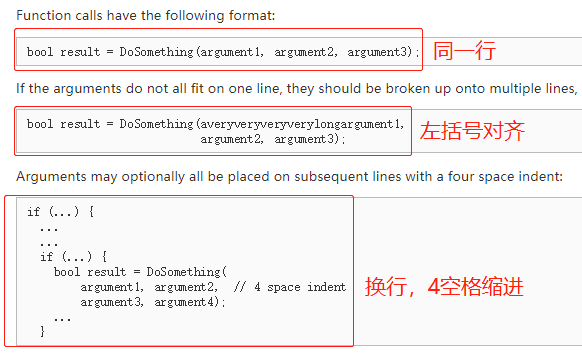 Function calls have the following format:
bool result = DoSomething(argument1, argument2, argument3);
同一行
If the arguments do not all fit on one line, they should be broken up onto multiple lines,
bool result = DoSomething(averyveryveryverylongargument1,
argument2, argument3);
左括号对齐
Arguments may optionally all be placed on subsequent lines with a four space indent:
if (...) {
...
...
if (...) {
bool result = DoSomething(
argument1, argument2,  // 4 space indent
argument3, argument4);
换行，4空格缩进
...
}